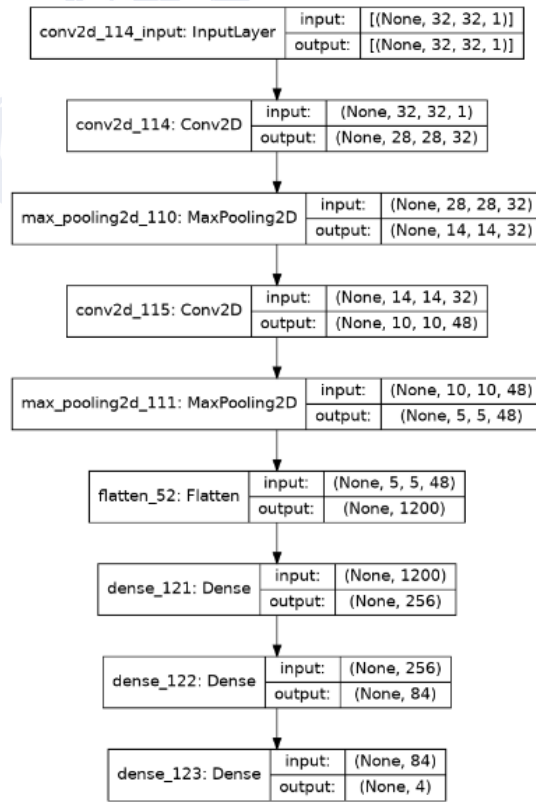 conv2d_114_input: InputLayer input: [(None, 32, 32, 1)]
output: [(None, 32, 32, 1)]
conv2d_114: Conv2D input: (None, 32, 32, 1)
output: (None, 28, 28, 32)
max_pooling2d_110: MaxPooling2D input: (None, 28, 28, 32)
output: (None, 14, 14, 32)
conv2d_115: Conv2D input: (None, 14, 14, 32)
output: (None, 10, 10, 48)
max_pooling2d_111: MaxPooling2D input: (None, 10, 10, 48)
output: (None, 5, 5, 48)
flatten_52: Flatten input: (None, 5, 5, 48)
output: (None, 1200)
dense_121: Dense input: (None, 1200)
output: (None, 256)
dense_122: Dense input: (None, 256)
output: (None, 84)
dense_123: Dense input: (None, 84)
output: (None, 4)